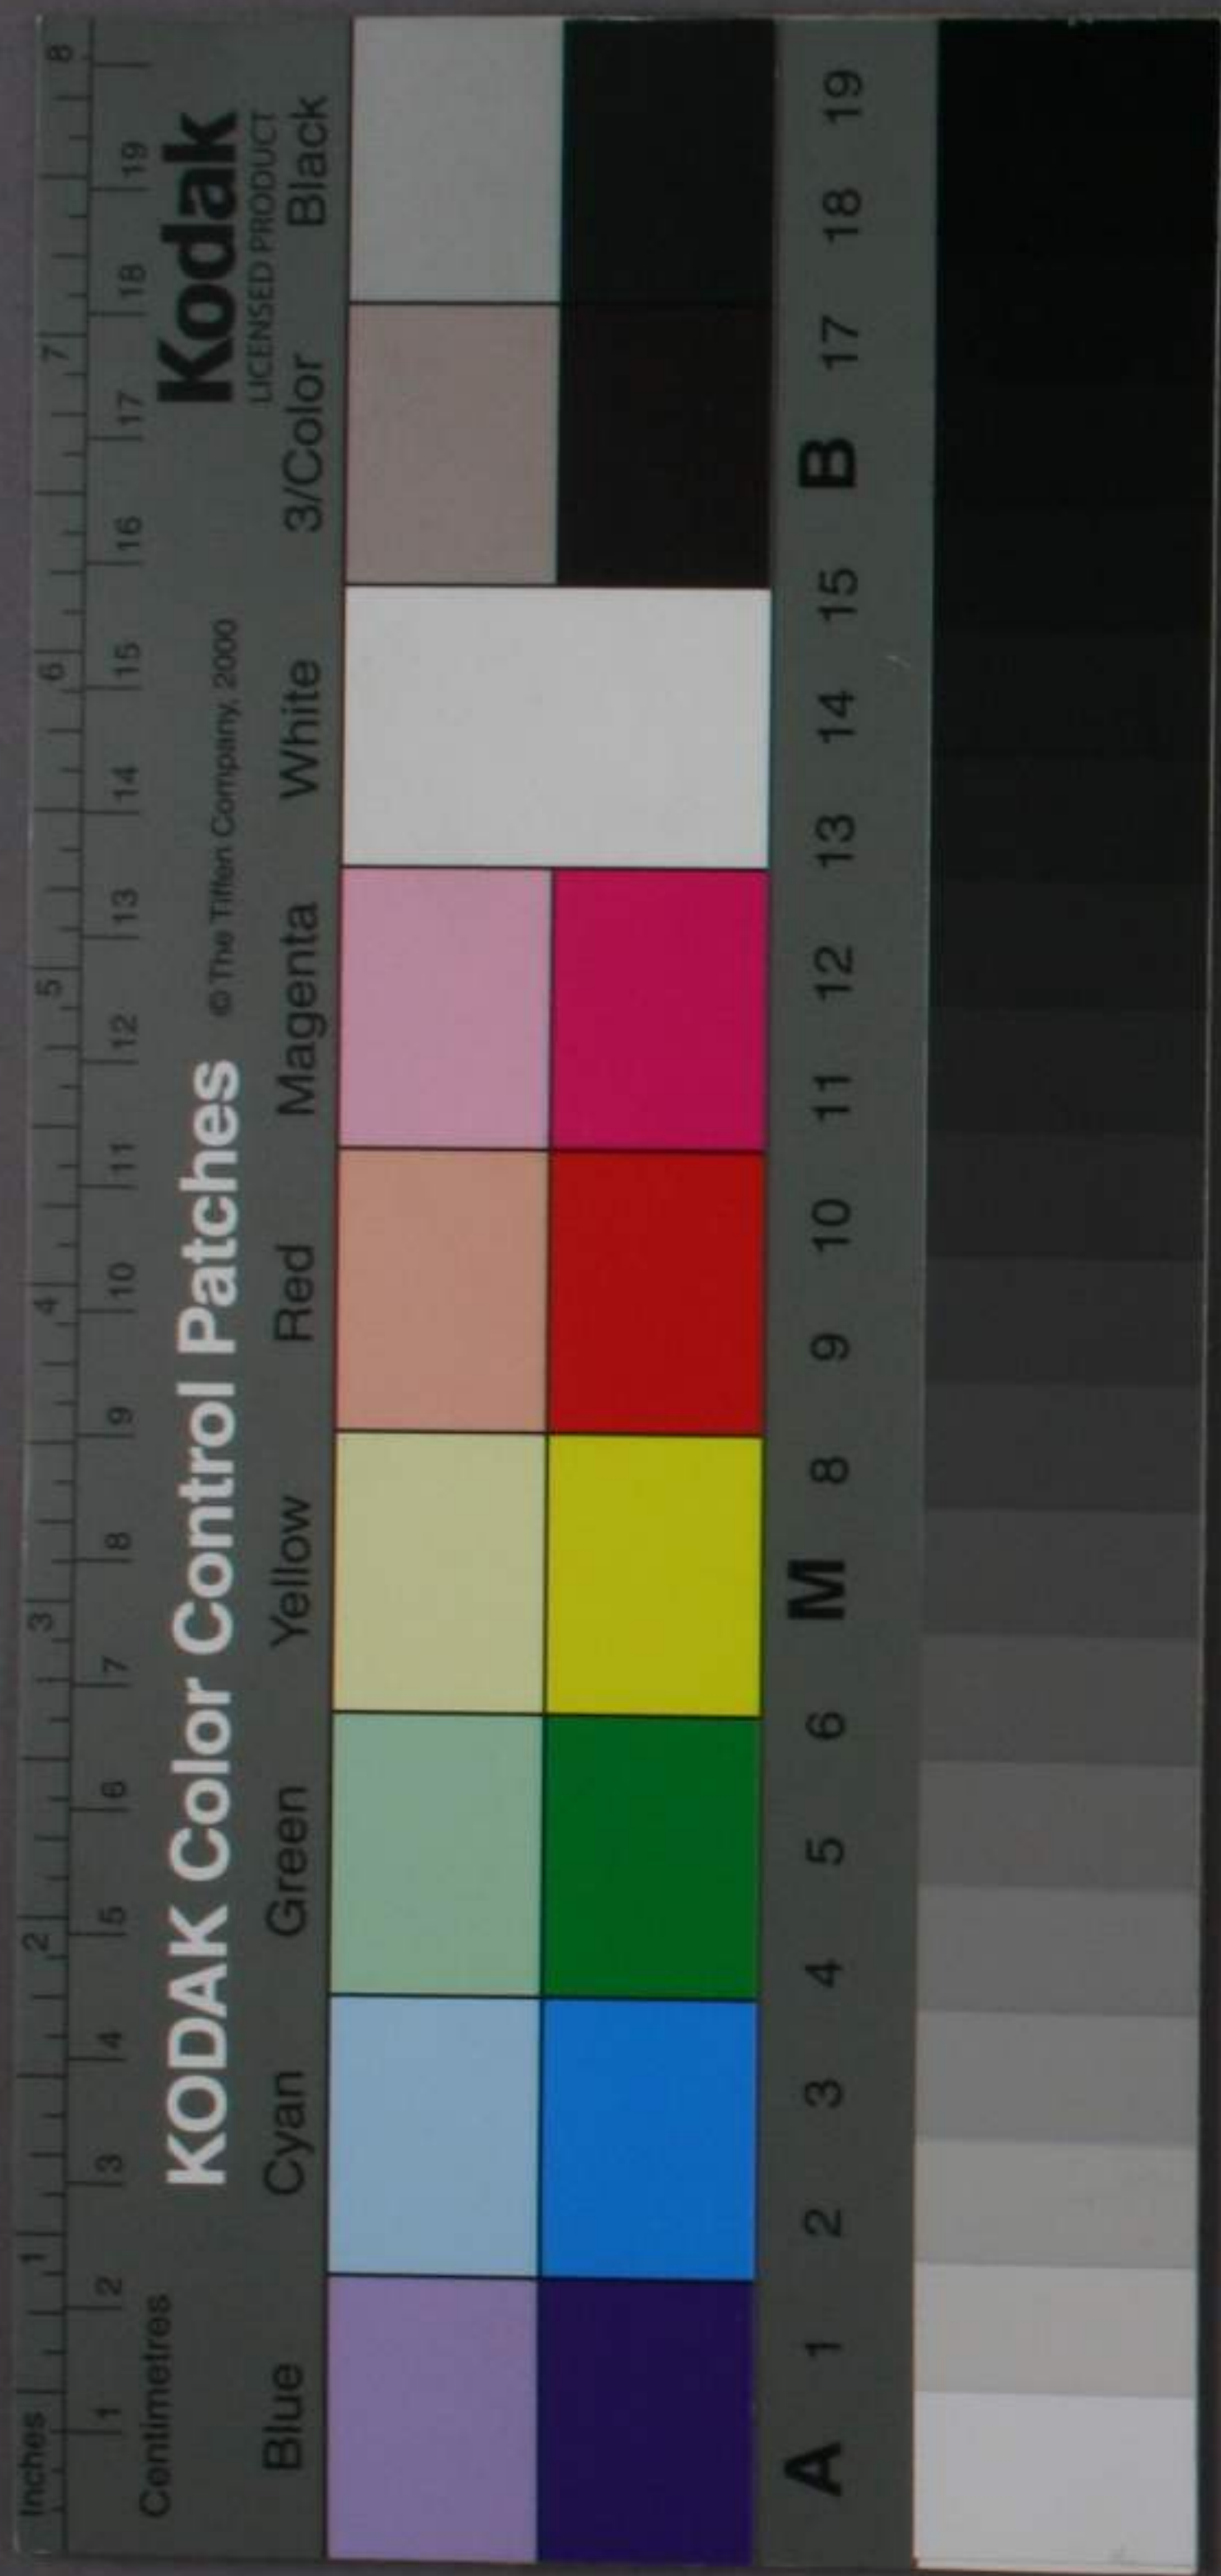 Inches 1 2 3 4 5 6 7 8
Centimetres 1 2 3 4 5 6 7 8 9 10 11 12 13 14 15 16 17 18 19
KODAK Color Control Patches © The Tiffen Company, 2000 Kodak
LICENSED PRODUCT
Blue Cyan Green Yellow Red Magenta White 3/Color Black
A 1 2 3 4 5 6 M 8 9 10 11 12 13 14 15 B 17 18 19